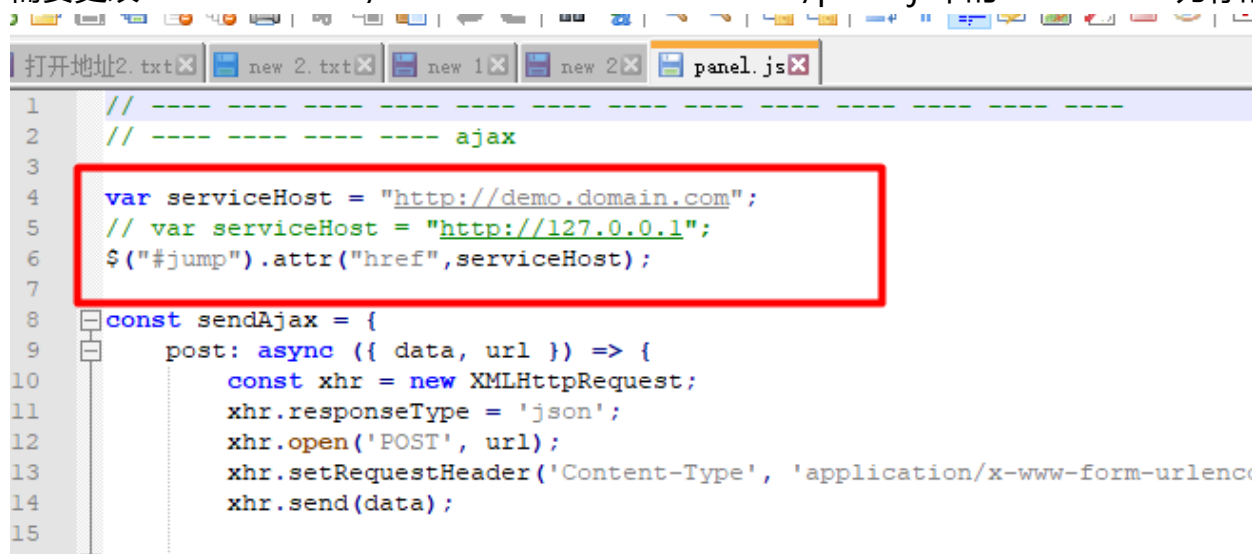 打开地址2.txt new 2.txt new 1 new 2 panel.js
1 // ---- ---- ---- ---- ---- ---- ---- ---- ---- ---- ---- ---- ----
2 // ---- ---- ---- ---- ajax
3
4 var serviceHost = "http://demo.domain.com";
5 // var serviceHost = "http://127.0.0.1";
6 $("#jump").attr("href",serviceHost);
7
8 const sendAjax = {
9 post: async ({ data, url }) => {
10 const xhr = new XMLHttpRequest;
11 xhr.responseType = 'json';
12 xhr.open('POST', url);
13 xhr.setRequestHeader('Content-Type', 'application/x-www-form-urlenc
14 xhr.send(data);
15